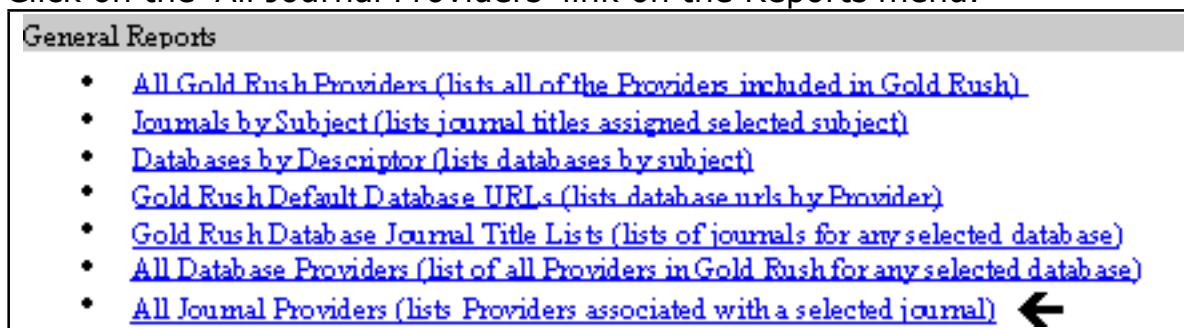 Click on the "All Journal Providers" link on the Reports menu.
General Reports
• All Gold Rush Providers (lists all of the Providers included in Gold Rush)
• Journals by Subject (lists journal titles assigned selected subject)
• Databases by Descriptor (lists databases by subject)
• Gold Rush Default Database URLs (lists database urls by Provider)
• Gold Rush Database Journal Title Lists (lists of journals for any selected database)
• All Database Providers (list of all Providers in Gold Rush for any selected database)
• All Journal Providers (lists Providers associated with a selected journal)